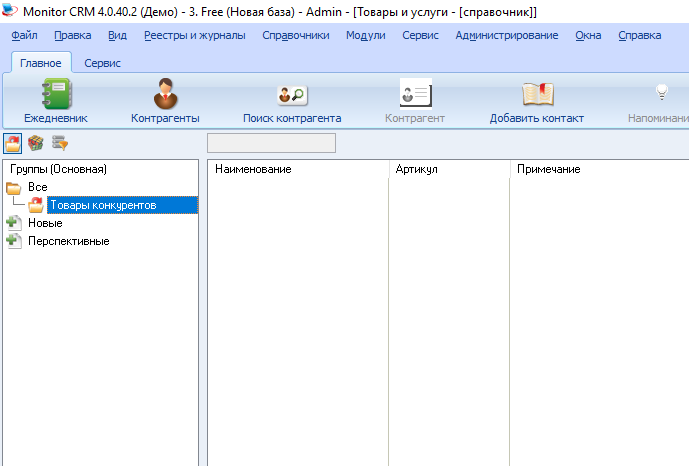 Monitor CRM 4.0.40.2 (Демо) - 3. Free (Новая база) - Admin - [Товары и услуги - [справочник]]
Файл Правка Вид Реестры и журналы Справочники Модули Сервис Администрирование Окна Справка
Главное Сервис
Ежедневник Контрагенты Поиск контрагента Контрагент Добавить контакт Напоминани
Группы (Основная) Наименование Артикул Примечание
Все
Товары конкурентов
Новые
Перспективные